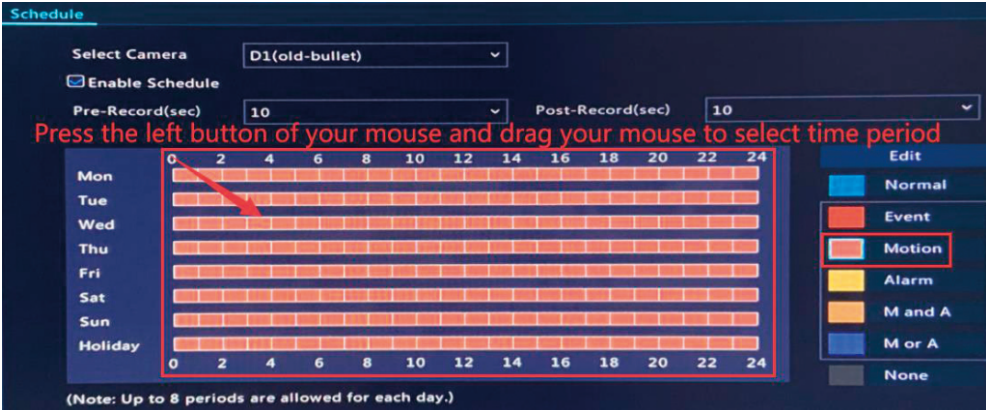 Schedule
Select Camera D1(old-bullet)
Enable Schedule
Pre-Record(sec) 10 Post-Record(sec) 10
Press the left button of your mouse and drag your mouse to select time period
0 2 4 6 8 10 12 14 16 18 20 22 24
Mon
Tue
Wed
Thu
Fri
Sat
Sun
Holiday
0 2 4 6 8 10 12 14 16 18 20 22 24
Edit
Normal
Event
Motion
Alarm
M and A
M or A
None
(Note: Up to 8 periods are allowed for each day.)